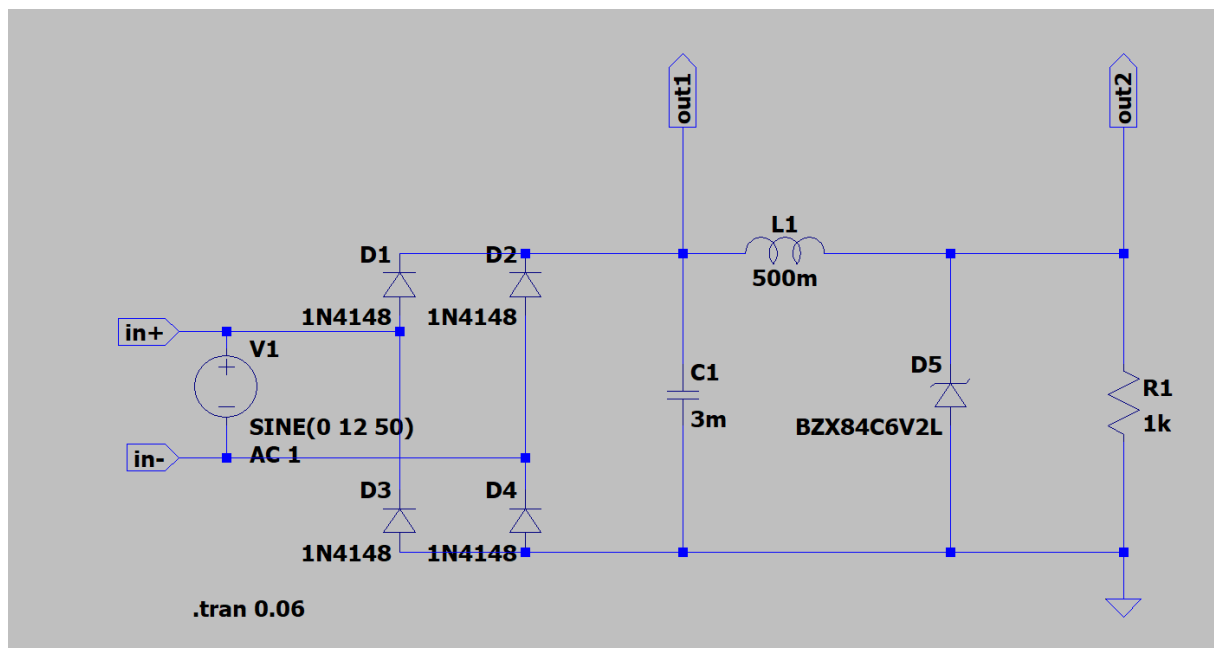 out1
out2
L1
500m
D1
1N4148
D2
1N4148
in+
V1
SINE(0 12 50)
AC 1
in-
C1
3m
D5
BZX84C6V2L
R1
1k
D3
1N4148
D4
1N4148
.tran 0.06